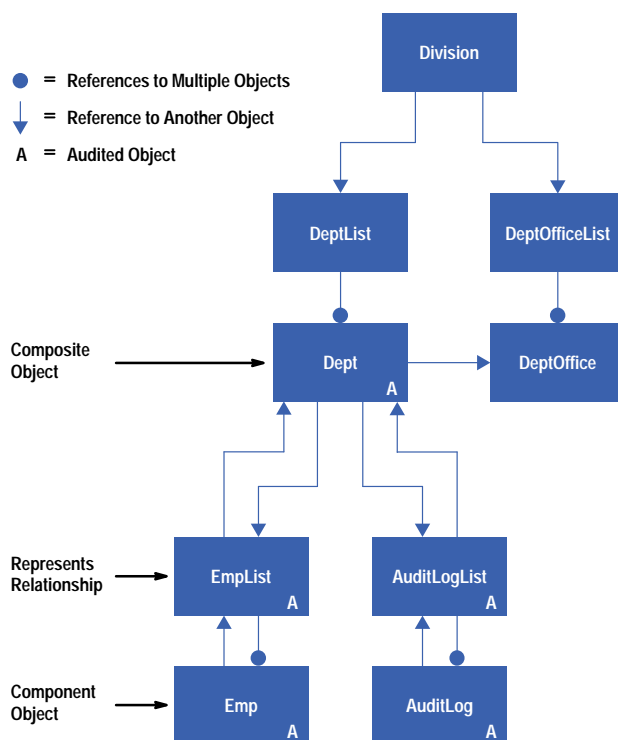 Division
= References to Multiple Objects
= Reference to Another Object
A = Audited Object
DeptList
DeptOfficeList
Composite
Object
Dept
A
DeptOffice
Represents
Relationship
EmpList
A
AuditLogList
A
Component
Object
Emp
A
AuditLog
A